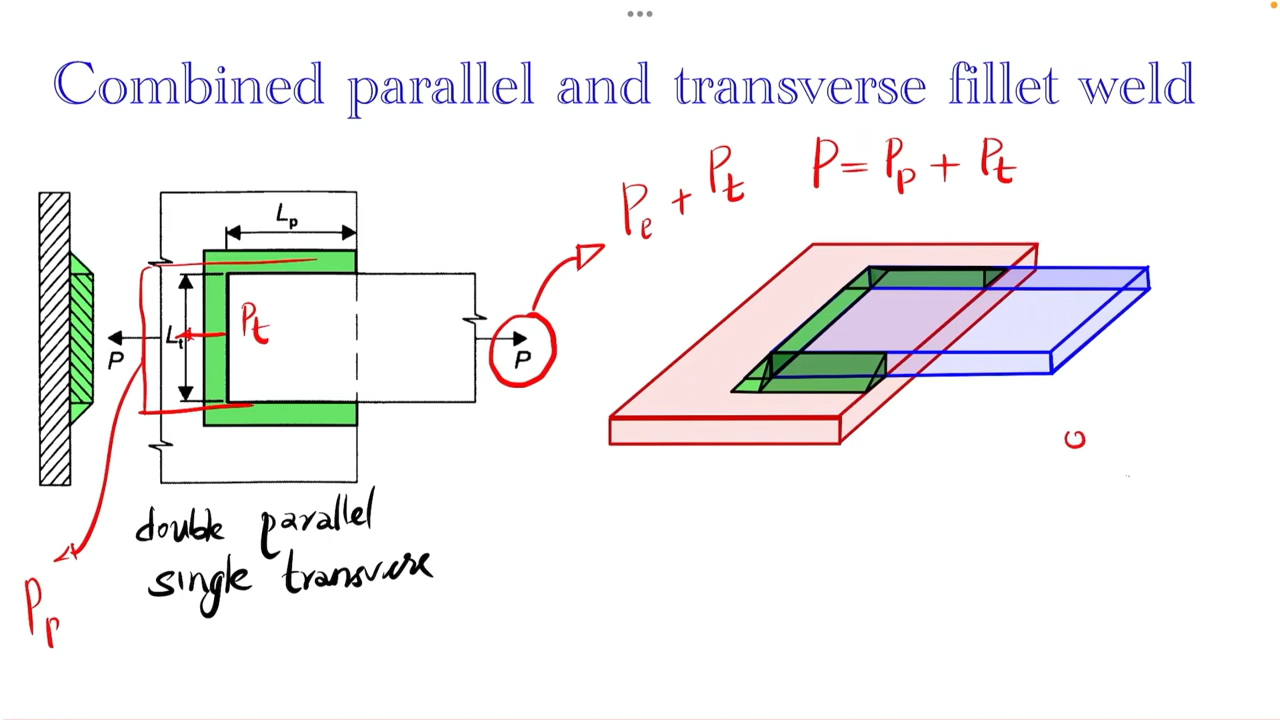 Combined parallel and transverse fillet weld
Pe + Pt
P = Pp + Pt
Lp
Pt
Lt
P
P
double parallel
single transverse
Pp